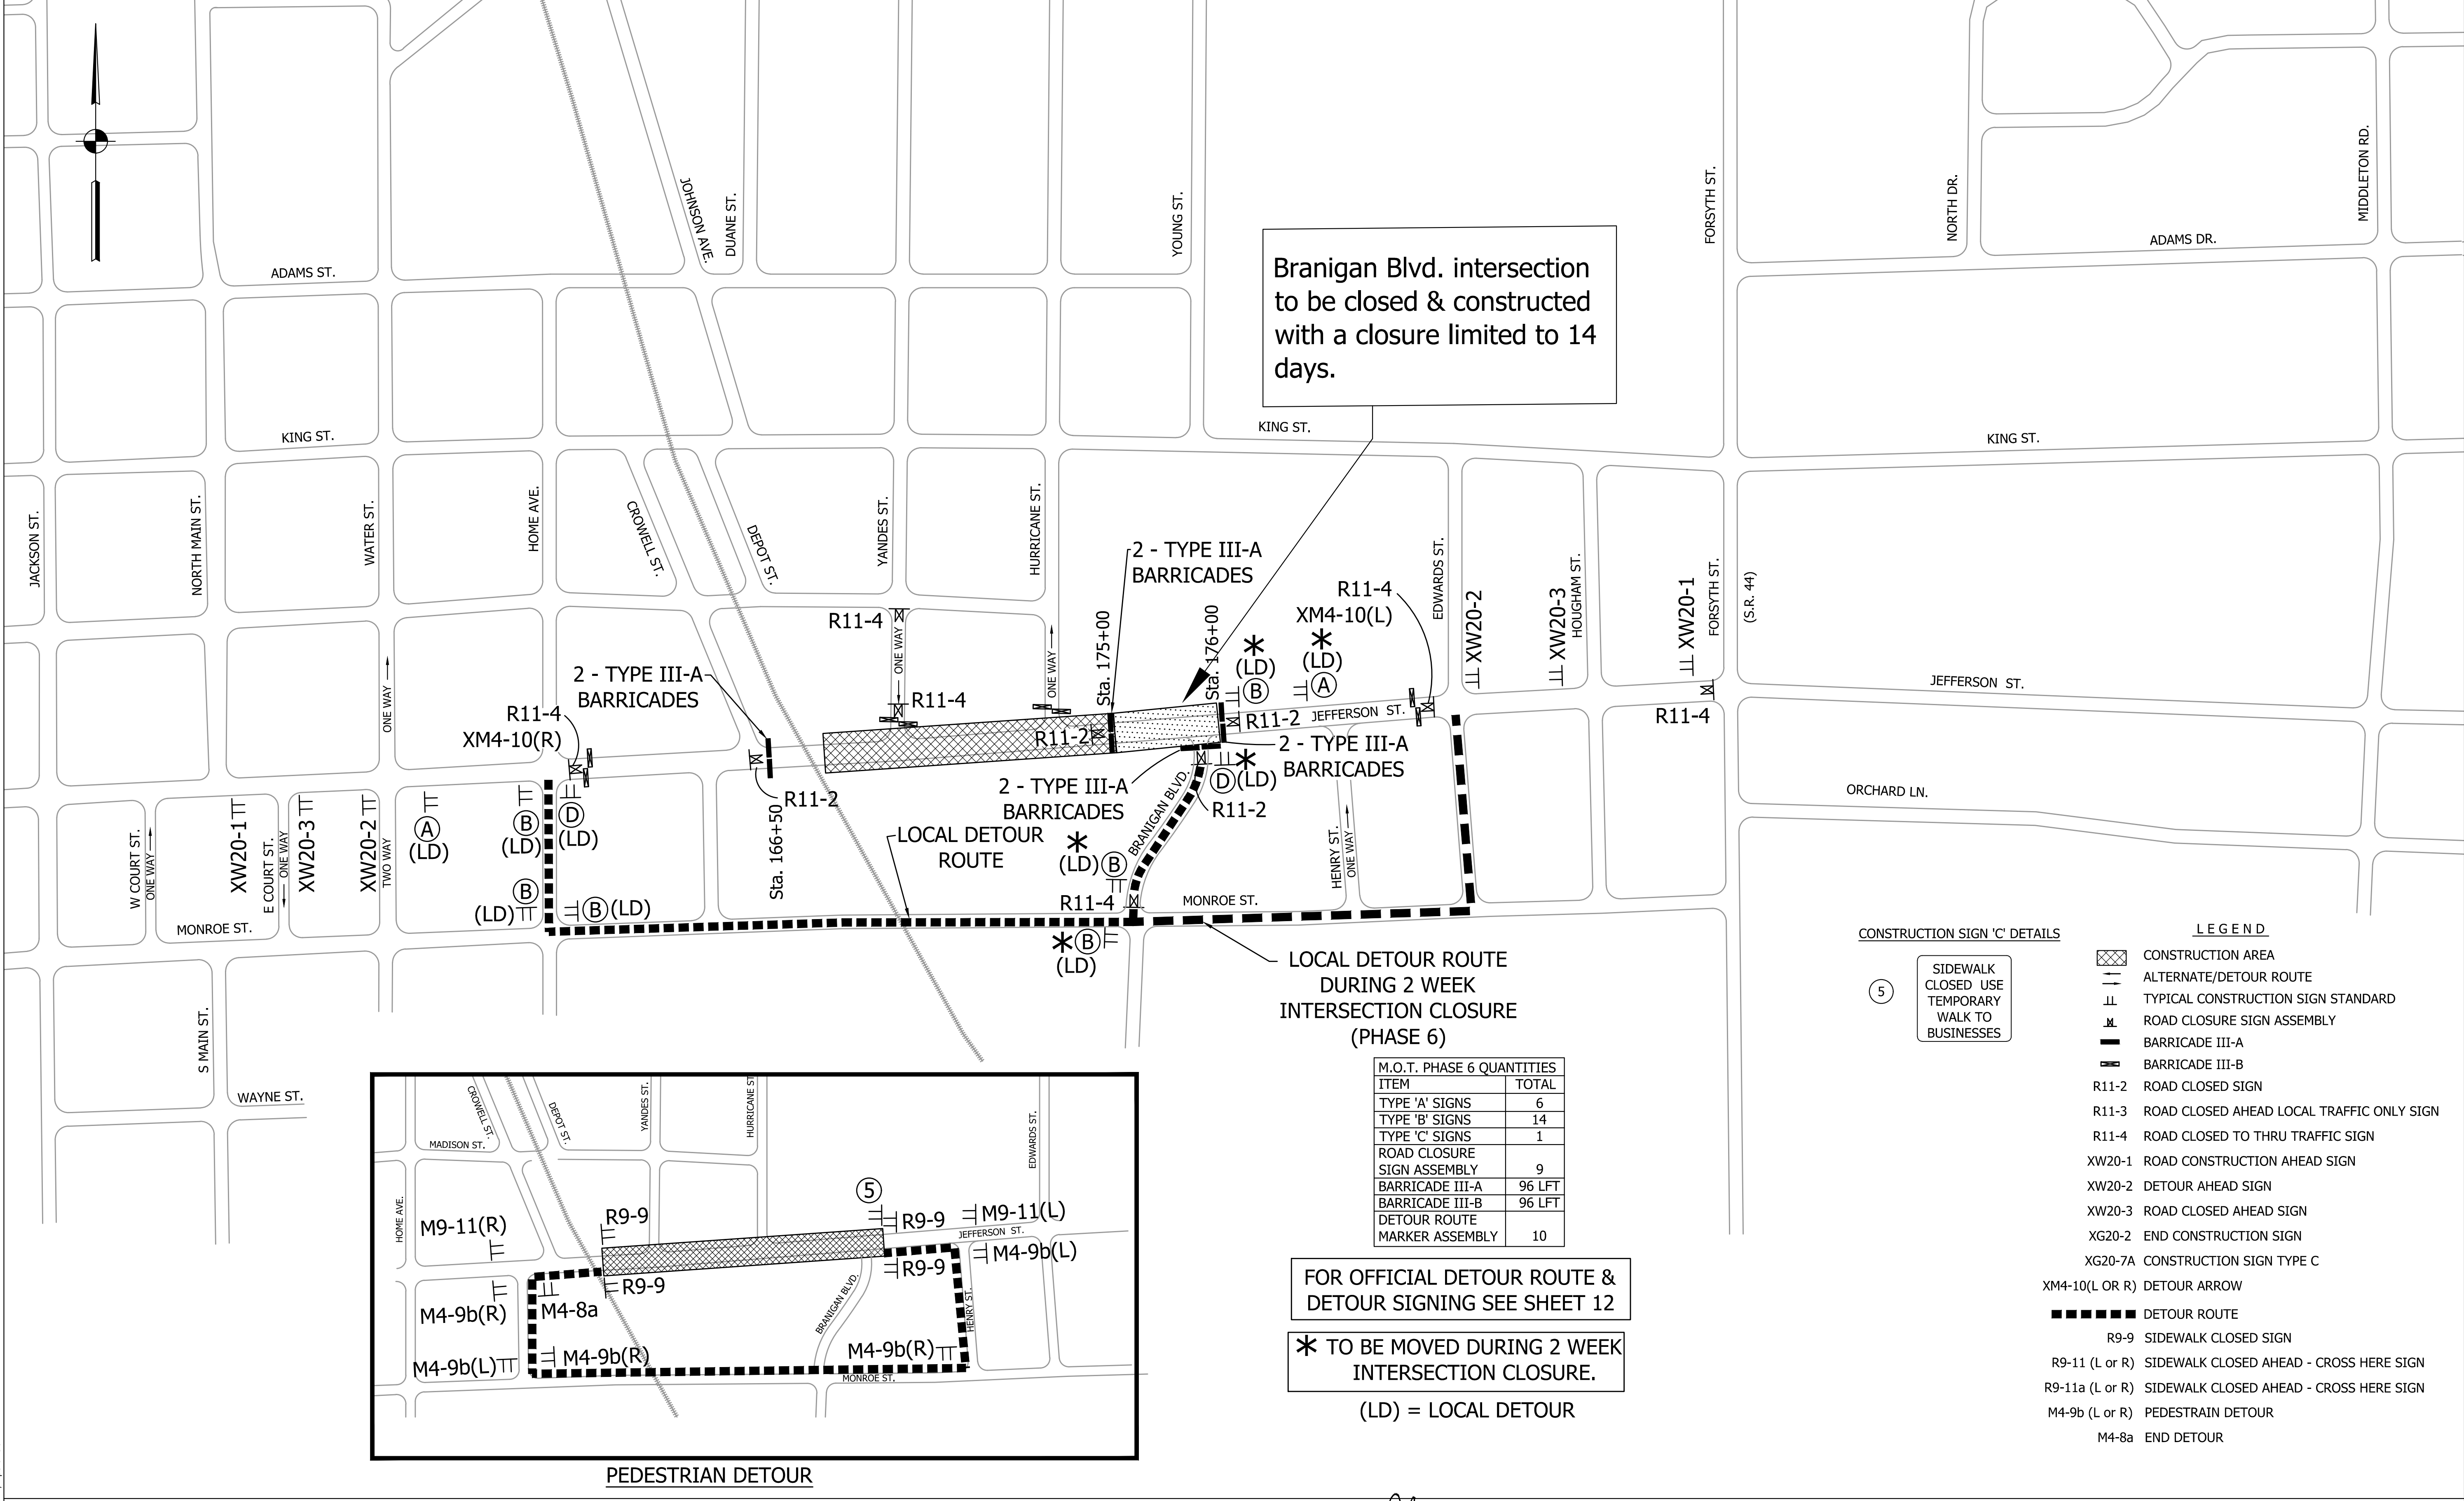 JOHNSON AVE.
DUANE ST.
YOUNG ST.
FORSYTH ST.
NORTH DR.
MIDDLETON RD.
ADAMS ST.
ADAMS DR.
Branigan Blvd. intersection
to be closed & constructed
with a closure limited to 14
days.
KING ST.
KING ST.
KING ST.
JACKSON ST.
NORTH MAIN ST.
WATER ST.
HOME AVE.
CROWELL ST.
DEPOT ST.
YANDES ST.
HURRICANE ST.
2 - TYPE III-A
BARRICADES
EDWARDS ST.
HOUGHAM ST.
FORSYTH ST.
(S.R. 44)
R11-4
XM4-10(L)
XW20-2
XW20-3
XW20-1
R11-4
ONE WAY
ONE WAY
ONE WAY
Sta. 175+00
Sta. 176+00
(LD)
B
(LD)
A
2 - TYPE III-A
BARRICADES
R11-4
XM4-10(R)
R11-4
R11-2
R11-2
JEFFERSON ST.
JEFFERSON ST.
R11-4
2 - TYPE III-A
BARRICADES
D (LD)
2 - TYPE III-A
BARRICADES
R11-2
R11-2
Sta. 166+50
ORCHARD LN.
W COURT ST.
ONE WAY
XW20-1
E COURT ST.
ONE WAY
XW20-3
XW20-2
TWO WAY
A
(LD)
B
(LD)
D
(LD)
LOCAL DETOUR
ROUTE
BRANIGAN BLVD.
(LD) B
HENRY ST.
ONE WAY
B
(LD)
B (LD)
R11-4
MONROE ST.
MONROE ST.
B
(LD)
LOCAL DETOUR ROUTE
DURING 2 WEEK
INTERSECTION CLOSURE
(PHASE 6)
S MAIN ST.
WAYNE ST.
CONSTRUCTION SIGN 'C' DETAILS
5
SIDEWALK
CLOSED USE
TEMPORARY
WALK TO
BUSINESSES
LEGEND
CONSTRUCTION AREA
ALTERNATE/DETOUR ROUTE
TYPICAL CONSTRUCTION SIGN STANDARD
ROAD CLOSURE SIGN ASSEMBLY
BARRICADE III-A
BARRICADE III-B
R11-2 ROAD CLOSED SIGN
R11-3 ROAD CLOSED AHEAD LOCAL TRAFFIC ONLY SIGN
R11-4 ROAD CLOSED TO THRU TRAFFIC SIGN
XW20-1 ROAD CONSTRUCTION AHEAD SIGN
XW20-2 DETOUR AHEAD SIGN
XW20-3 ROAD CLOSED AHEAD SIGN
XG20-2 END CONSTRUCTION SIGN
XG20-7A CONSTRUCTION SIGN TYPE C
XM4-10(L OR R) DETOUR ARROW
DETOUR ROUTE
R9-9 SIDEWALK CLOSED SIGN
R9-11 (L or R) SIDEWALK CLOSED AHEAD - CROSS HERE SIGN
R9-11a (L or R) SIDEWALK CLOSED AHEAD - CROSS HERE SIGN
M4-9b (L or R) PEDESTRAIN DETOUR
M4-8a END DETOUR
M.O.T. PHASE 6 QUANTITIES
ITEM TOTAL
TYPE 'A' SIGNS 6
TYPE 'B' SIGNS 14
TYPE 'C' SIGNS 1
ROAD CLOSURE
SIGN ASSEMBLY 9
BARRICADE III-A 96 LFT
BARRICADE III-B 96 LFT
DETOUR ROUTE
MARKER ASSEMBLY 10
FOR OFFICIAL DETOUR ROUTE &
DETOUR SIGNING SEE SHEET 12
* TO BE MOVED DURING 2 WEEK
INTERSECTION CLOSURE.
(LD) = LOCAL DETOUR
CROWELL ST.
DEPOT ST.
YANDES ST.
HURRICANE ST
EDWARDS ST.
MADISON ST.
HOME AVE.
M9-11(R)
R9-9
5
R9-9
M9-11(L)
JEFFERSON ST.
M4-9b(L)
R9-9
R9-9
M4-8a
M4-9b(R)
BRANIGAN BLVD.
HENRY ST.
M4-9b(L)
M4-9b(R)
M4-9b(R)
MONROE ST.
PEDESTRIAN DETOUR